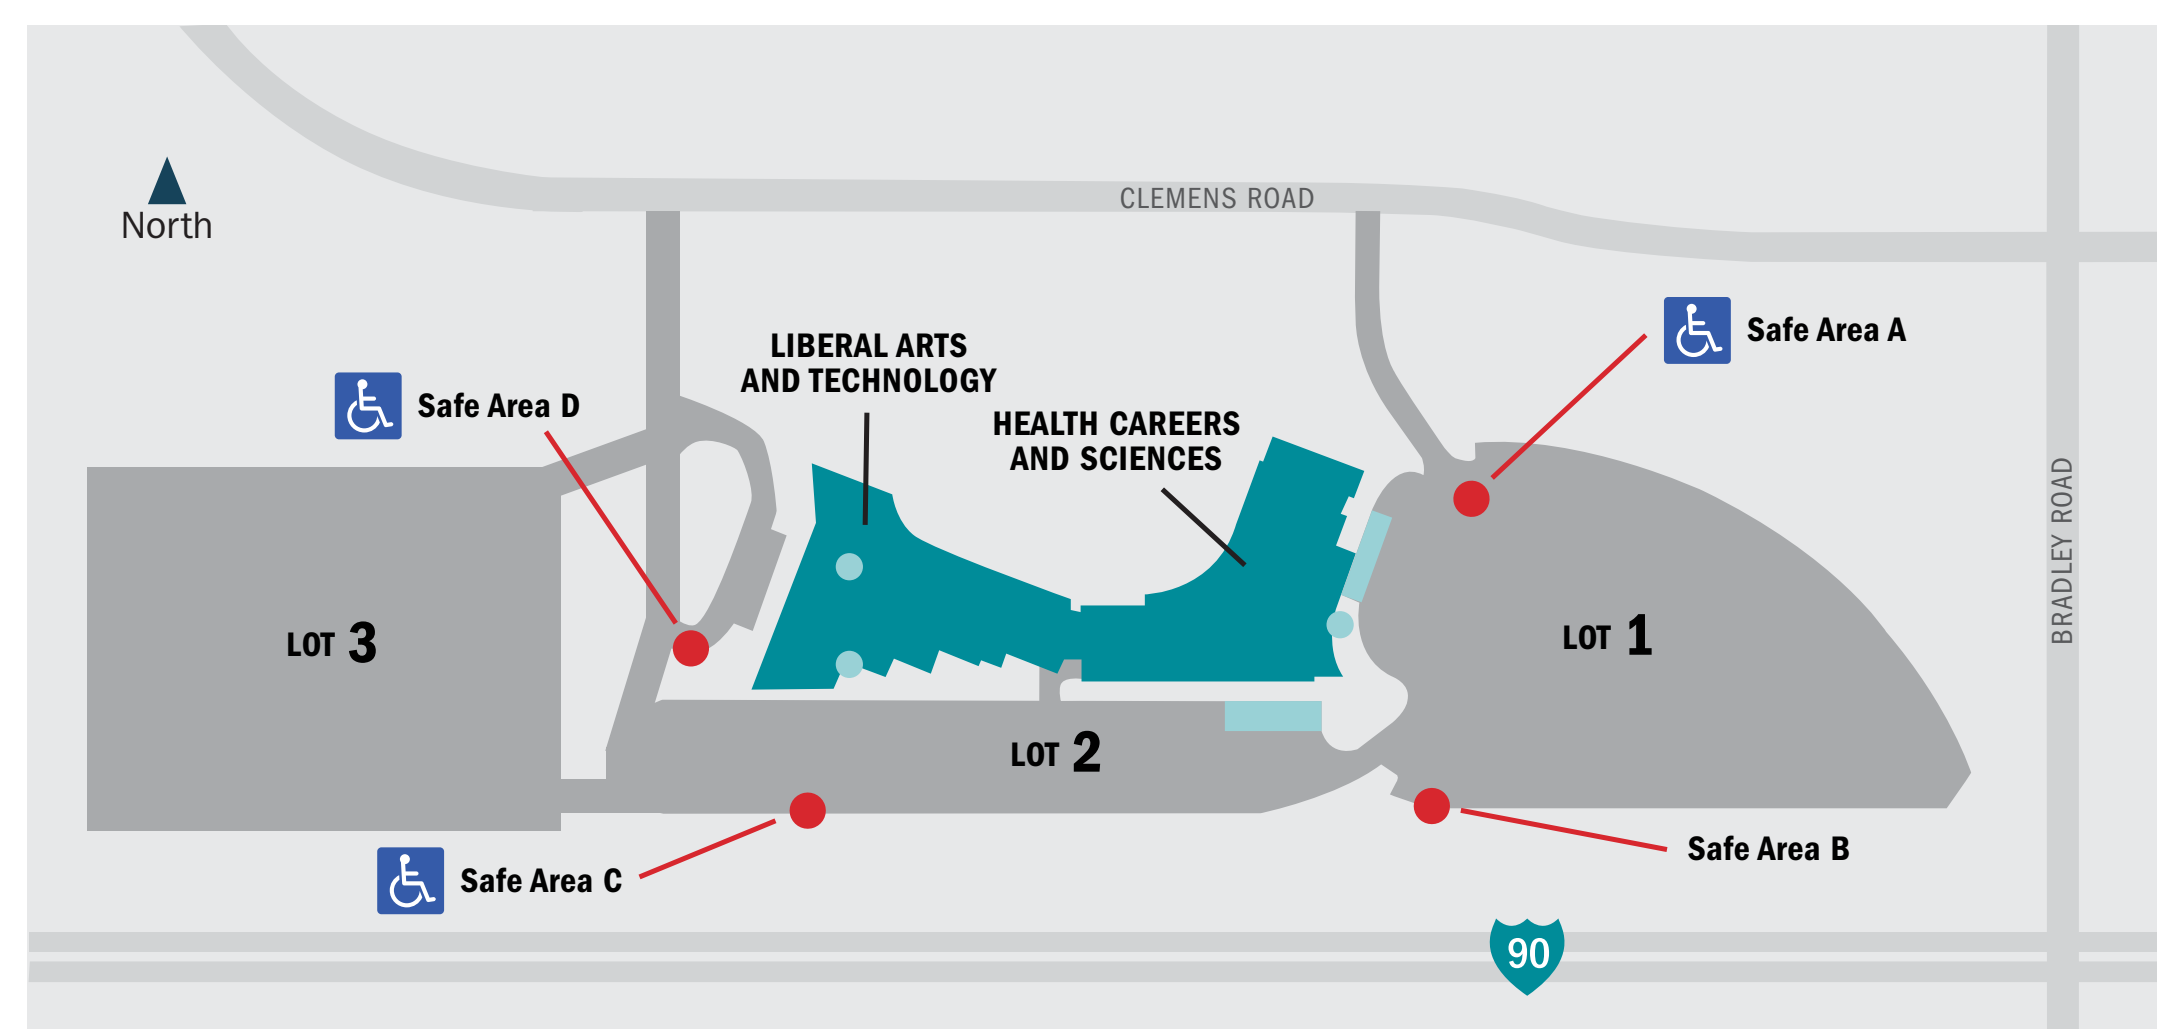 CLEMENS ROAD
North
Safe Area A
LIBERAL ARTS
AND TECHNOLOGY
Safe Area D
HEALTH CAREERS
AND SCIENCES
BRADLEY ROAD
LOT 3
LOT 1
LOT 2
Safe Area B
Safe Area C
90